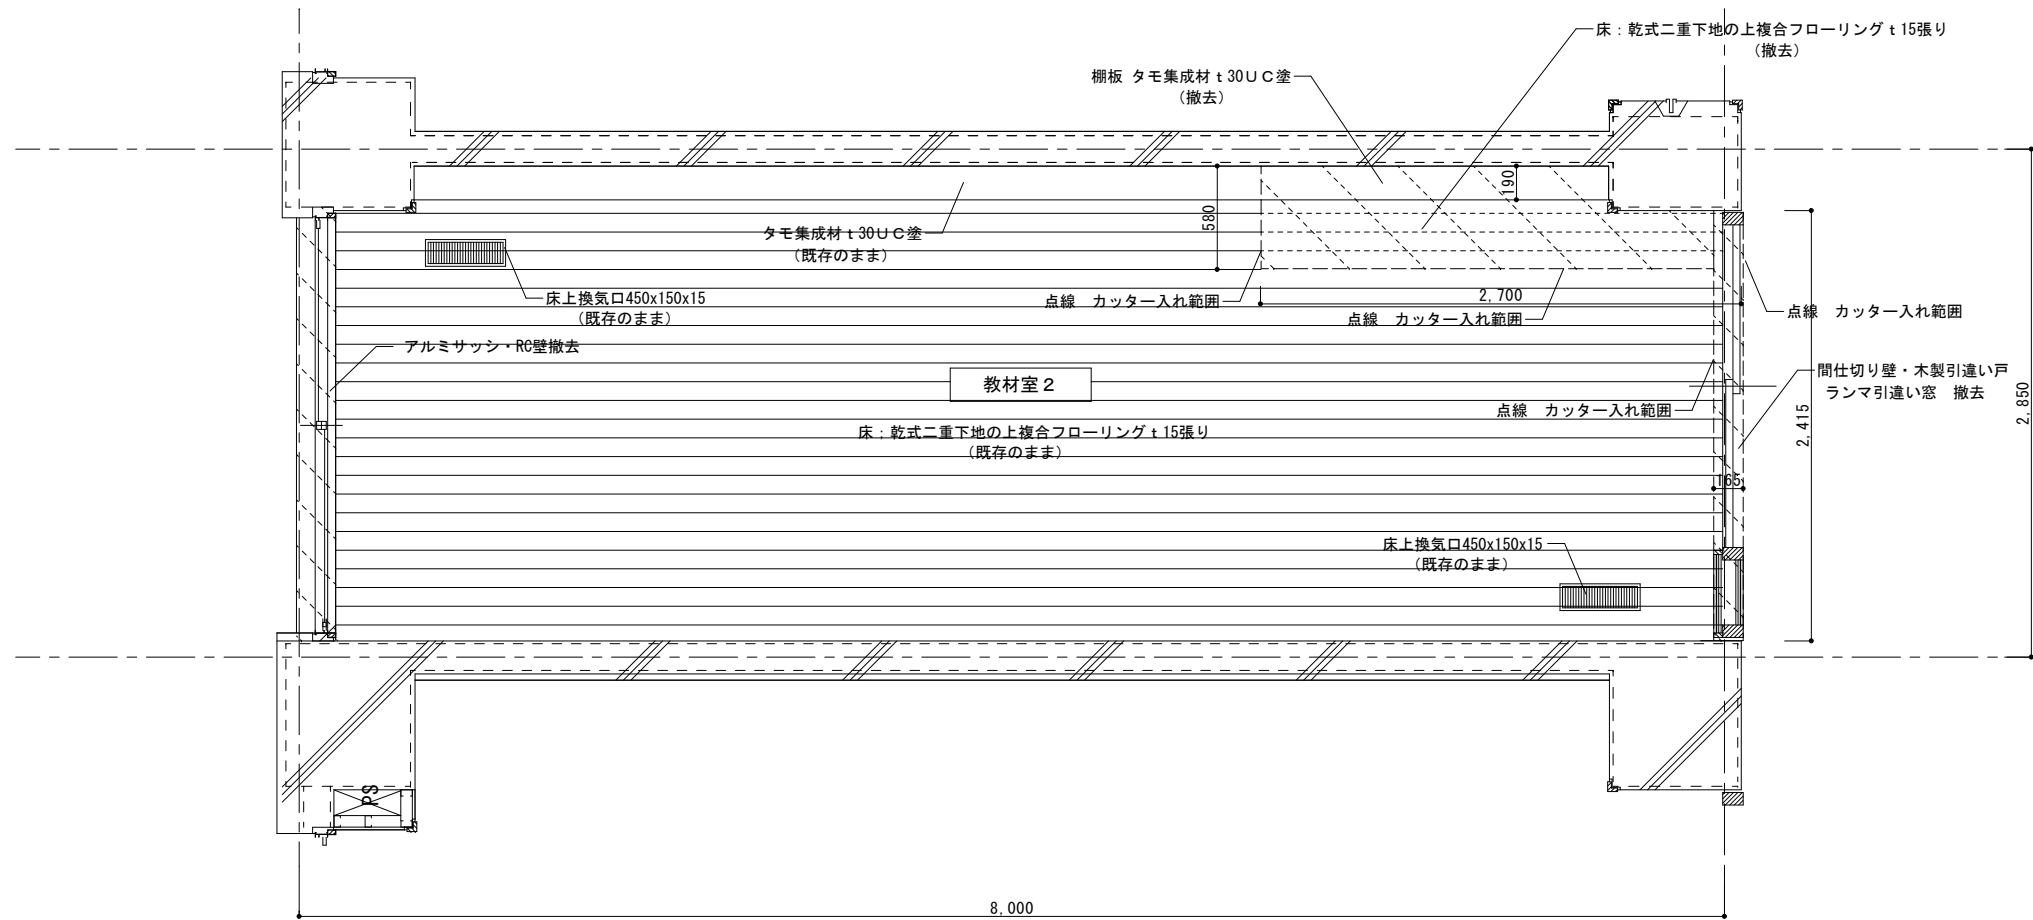 床：乾式二重下地の上複合フローリングｔ15張り
（撤去）
棚板 タモ集成材ｔ30ＵＣ塗
（撤去）
190
580
タモ集成材ｔ30ＵＣ塗
（既存のまま）
床上換気口450x150x15
（既存のまま）
点線　カッター入れ範囲
2,700
点線　カッター入れ範囲
点線　カッター入れ範囲
アルミサッシ・RC壁撤去
教材室２
間仕切り壁・木製引違い戸
ランマ引違い窓　撤去
点線　カッター入れ範囲
2,415
2,850
床；乾式二重下地の上複合フローリングｔ15張り
（既存のまま）
165
床上換気口450x150x15
（既存のまま）
PS
8,000